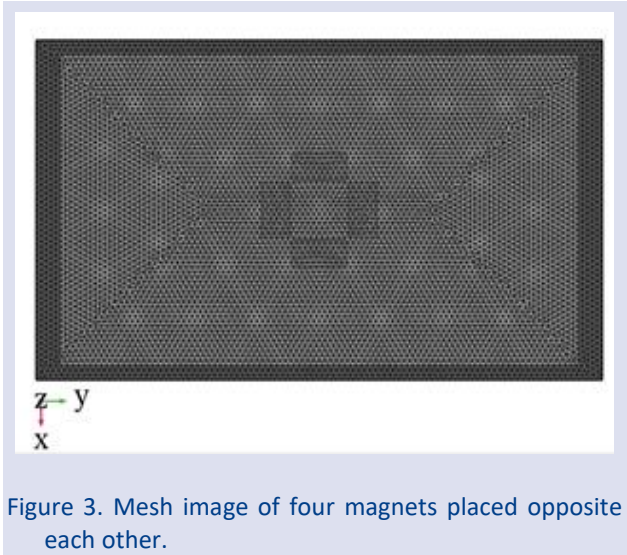 z y
x
Figure 3. Mesh image of four magnets placed opposite
each other.